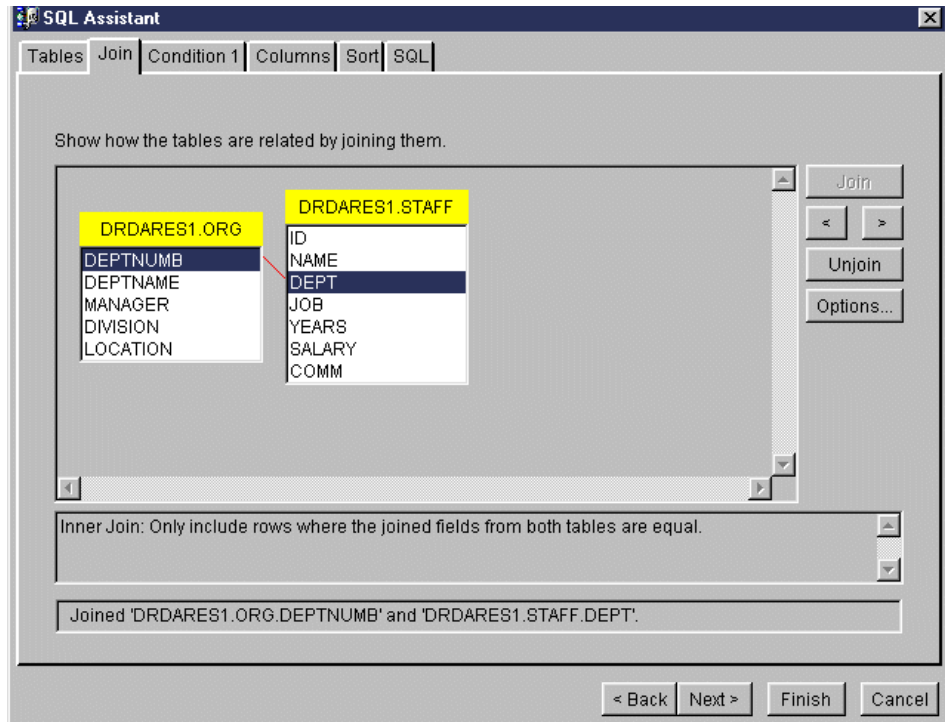 SQL Assistant
Tables Join Condition 1 Columns Sort SQL
Show how the tables are related by joining them.
DRDARES1.ORG
DEPTNUMB
DEPTNAME
MANAGER
DIVISION
LOCATION
DRDARES1.STAFF
ID
NAME
DEPT
JOB
YEARS
SALARY
COMM
Join
< >
Unjoin
Options...
Inner Join: Only include rows where the joined fields from both tables are equal.
Joined 'DRDARES1.ORG.DEPTNUMB' and 'DRDARES1.STAFF.DEPT'.
< Back Next > Finish Cancel